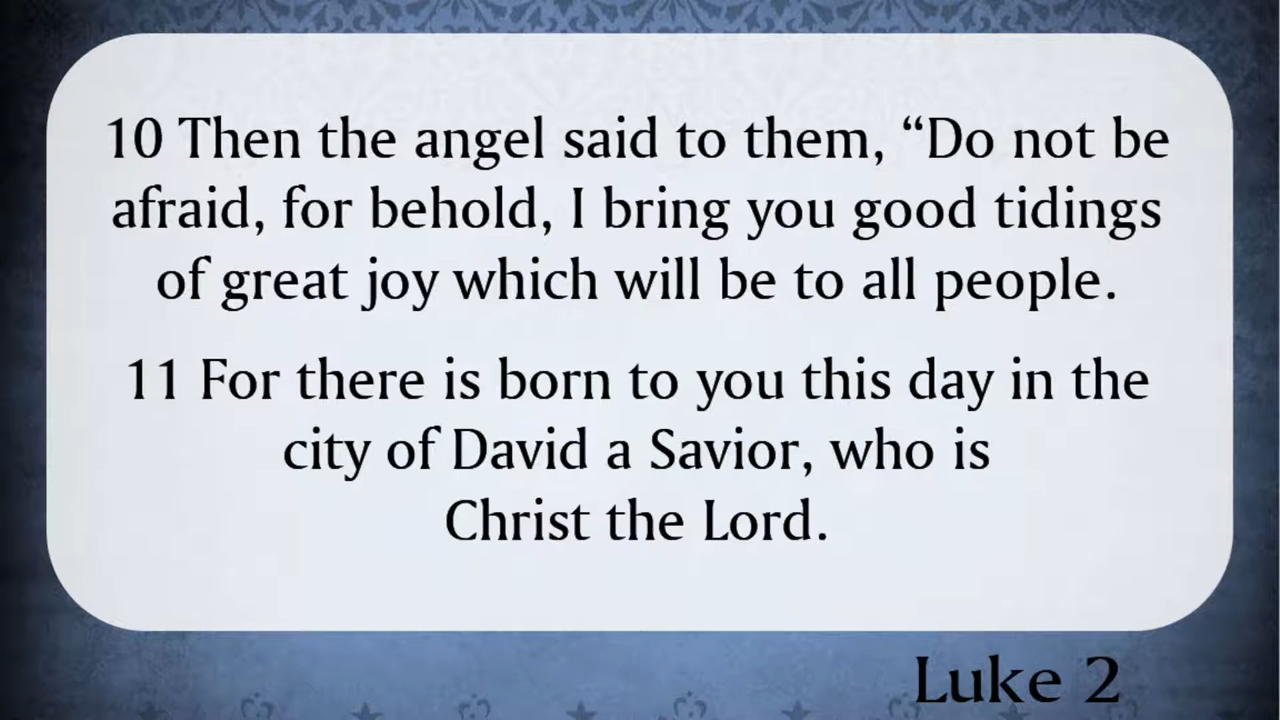 10 Then the angel said to them, “Do not be
afraid, for behold, I bring you good tidings
of great joy which will be to all people.
11 For there is born to you this day in the
city of David a Savior, who is
Christ the Lord.
Luke 2